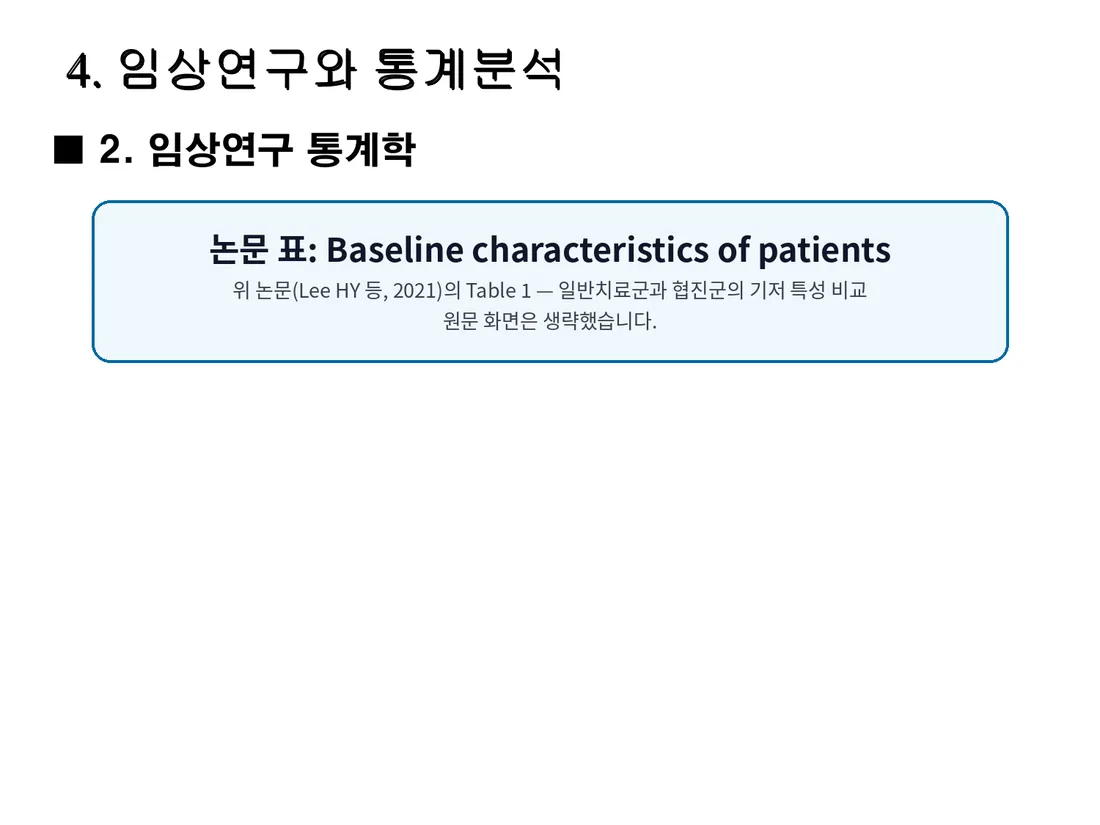 4. 임상연구와 통계분석
■ 2. 임상연구 통계학
논문 표: Baseline characteristics of patients
위 논문(Lee HY 등, 2021)의 Table 1 — 일반치료군과 협진군의 기저 특성 비교
원문 화면은 생략했습니다.